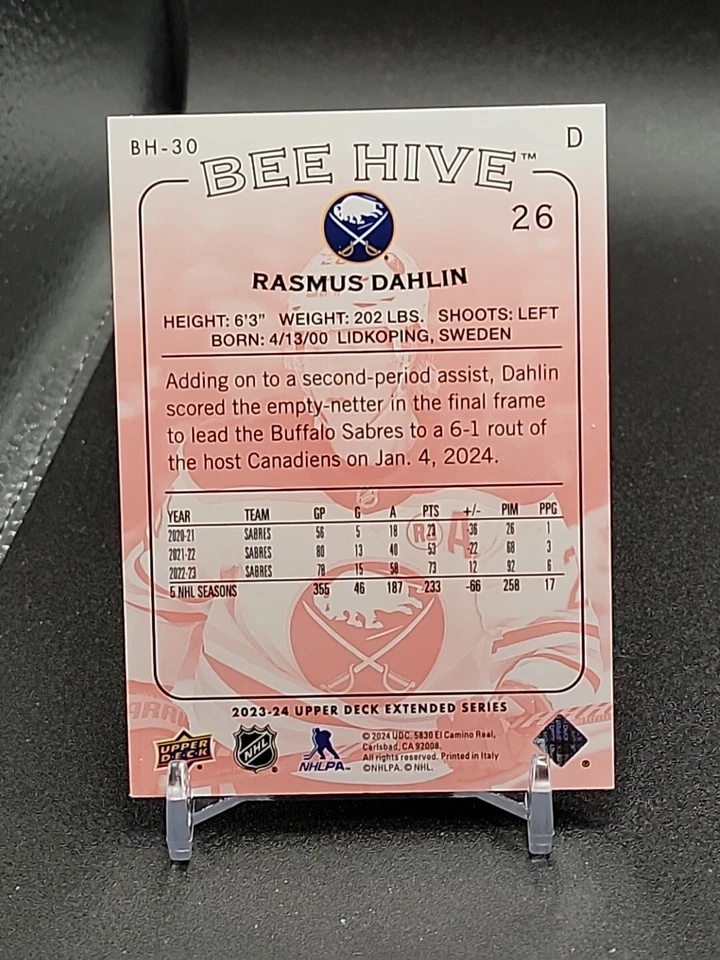 BH-30
D
BEE HIVE™
26
RASMUS DAHLIN
HEIGHT: 6'3" WEIGHT: 202 LBS. SHOOTS: LEFT
BORN: 4/13/00 LIDKOPING, SWEDEN
Adding on to a second-period assist, Dahlin
scored the empty-netter in the final frame
to lead the Buffalo Sabres to a 6-1 rout of
the host Canadiens on Jan. 4, 2024.
YEAR TEAM GP G A PTS +/- PIM PPG
2020-21 SABRES 56 5 18 23 -36 26 1
2021-22 SABRES 80 13 40 53 -22 68 3
2022-23 SABRES 78 15 58 73 12 92 6
5 NHL SEASONS 355 46 187 233 -66 258 17
2023-24 UPPER DECK EXTENDED SERIES
UPPER
DECK
NHL
NHLPA
© 2024 UDC. 5830 El Camino Real,
Carlsbad, CA 92008.
All rights reserved. Printed in Italy
©NHLPA. © NHL.